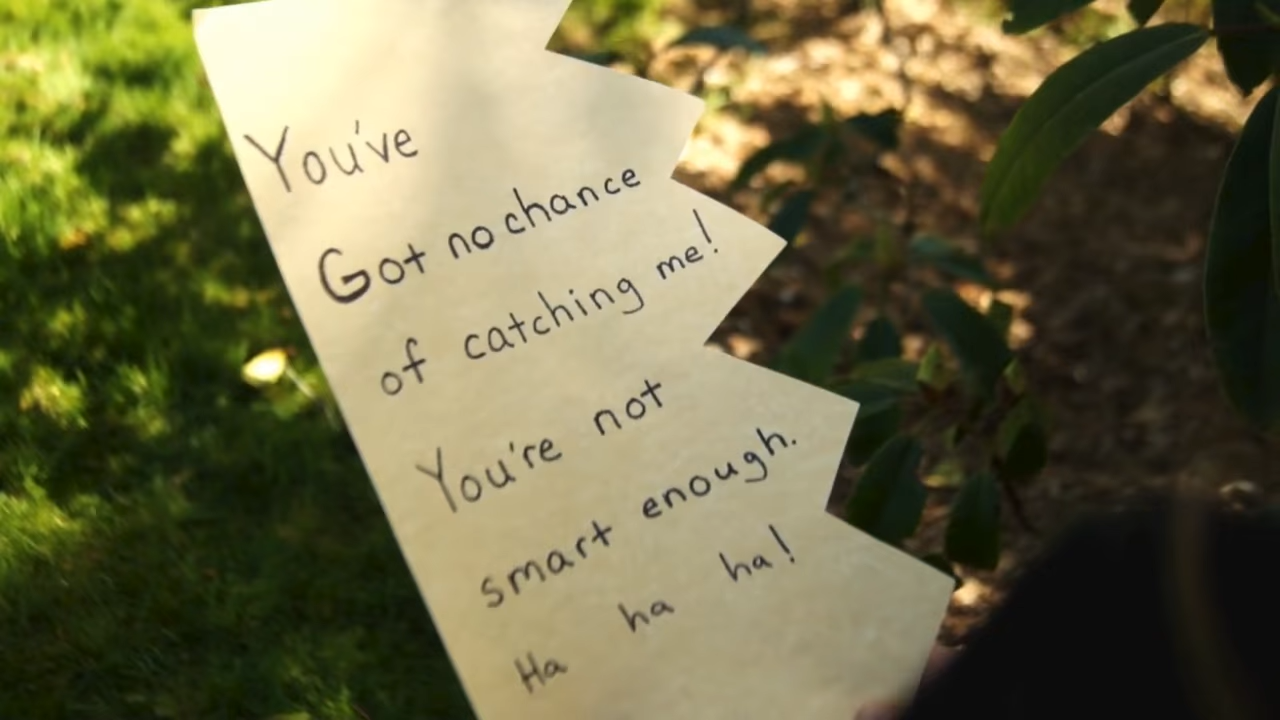 You've
Got no chance
of catching me!
You're not
smart enough.
Ha ha ha!